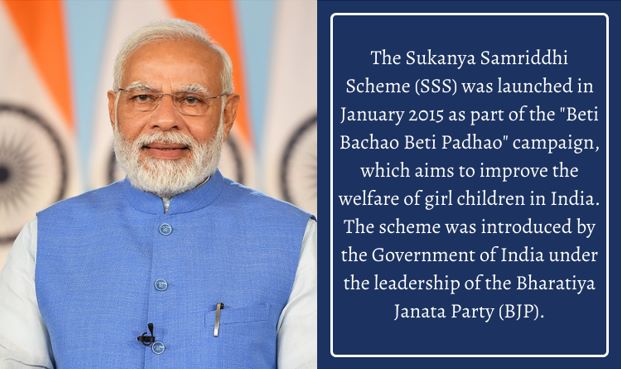 The Sukanya Samriddhi
Scheme (SSS) was launched in
January 2015 as part of the "Beti
Bachao Beti Padhao" campaign,
which aims to improve the
welfare of girl children in India.
The scheme was introduced by
the Government of India under
the leadership of the Bharatiya
Janata Party (BJP).